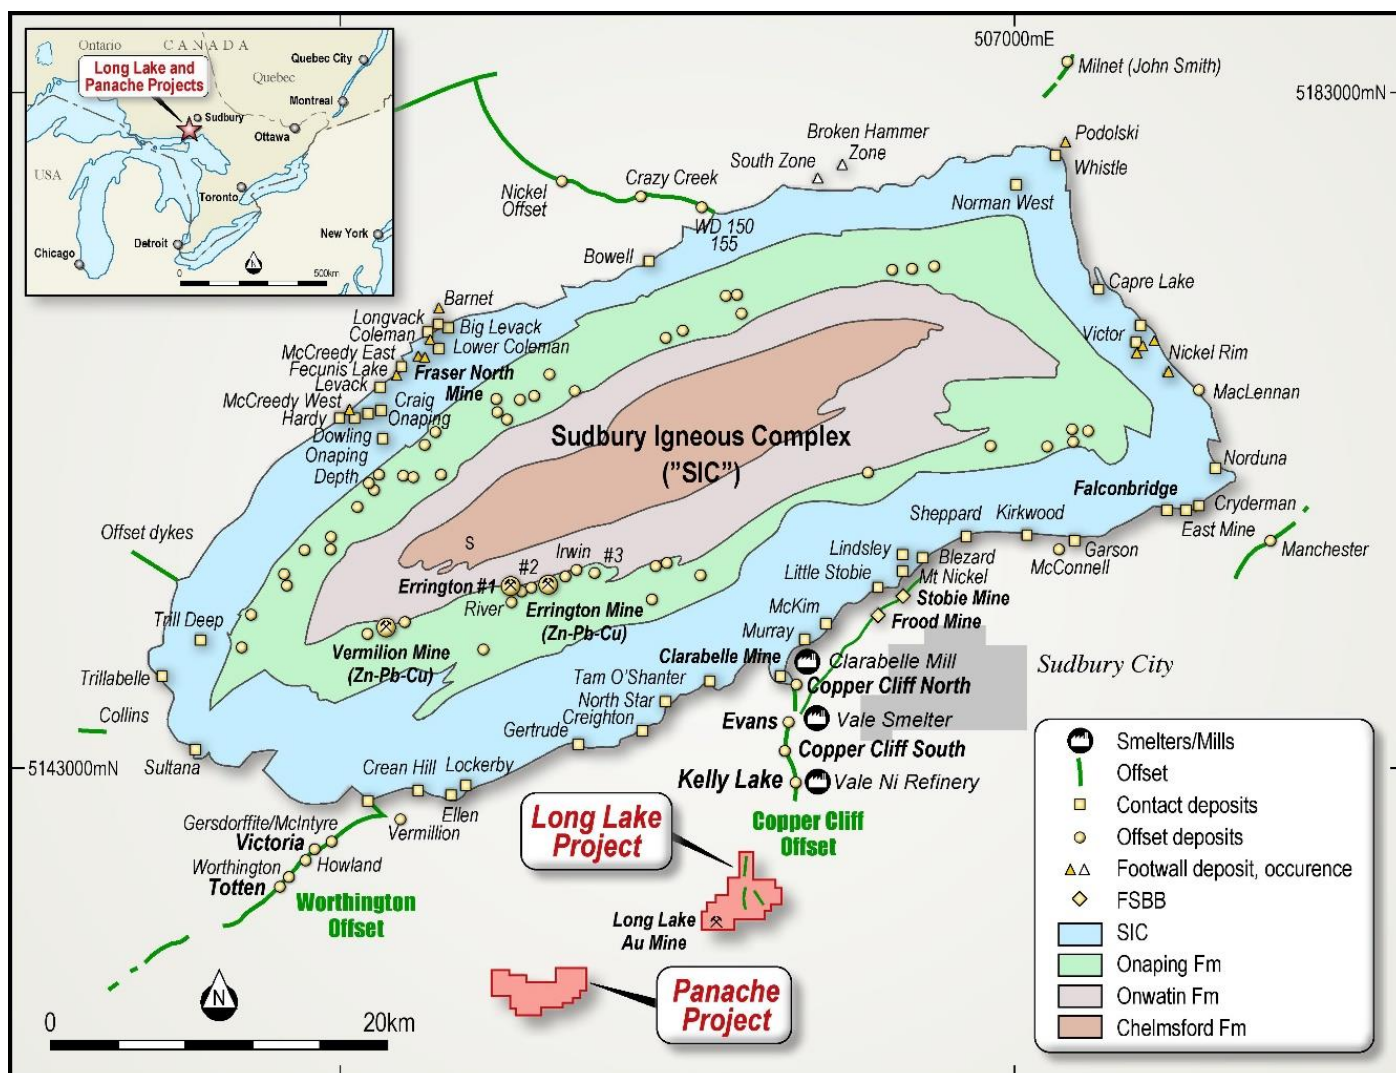 Ontario
CANADA
Quebec City
Long Lake and
Panache Projects
Quebec
Montreal
Sudbury
Ottawa
USA
Toronto
Detroit
New York
Chicago
N
0
500km
507000mE
5183000mN
Milnet (John Smith)
Broken Hammer
Zone
South Zone
Podolski
Whistle
Crazy Creek
Nickel
Offset
Norman West
WD 150
155
Bowell
Capre Lake
Barnet
Longvack
Big Levack
Coleman
Lower Coleman
Victor
McCreedy East
Nickel Rim
Fecunis Lake
Fraser North
Mine
Levack
MacLennan
McCreedy West
Craig
Hardy
Onaping
Dowling
Onaping
Depth
Sudbury Igneous Complex
("SIC")
Norduna
Falconbridge
Cryderman
East Mine
Sheppard
Kirkwood
Offset dykes
S
Irwin
#3
#2
Errington #1
River
Errington Mine
(Zn-Pb-Cu)
Lindsley
Blezard
Garson
McConnell
Manchester
Little Stobie
Mt Nickel
Stobie Mine
Frood Mine
McKim
Murray
Trill Deep
Vermilion Mine
(Zn-Pb-Cu)
Clarabelle Mine
Clarabelle Mill
Sudbury City
Trillabelle
Tam O'Shanter
Copper Cliff North
North Star
Collins
Creighton
Evans
Vale Smelter
Gertrude
Copper Cliff South
5143000mN
Sultana
Crean Hill
Lockerby
Kelly Lake
Vale Ni Refinery
Ellen
Gersdorffite/McIntyre
Vermillion
Long Lake
Project
Copper Cliff
Offset
Victoria
Howland
Worthington
Totten
Worthington
Offset
Long Lake
Au Mine
Panache
Project
N
0
20km
Smelters/Mills
Offset
Contact deposits
Offset deposits
Footwall deposit, occurence
FSBB
SIC
Onaping Fm
Onwatin Fm
Chelmsford Fm